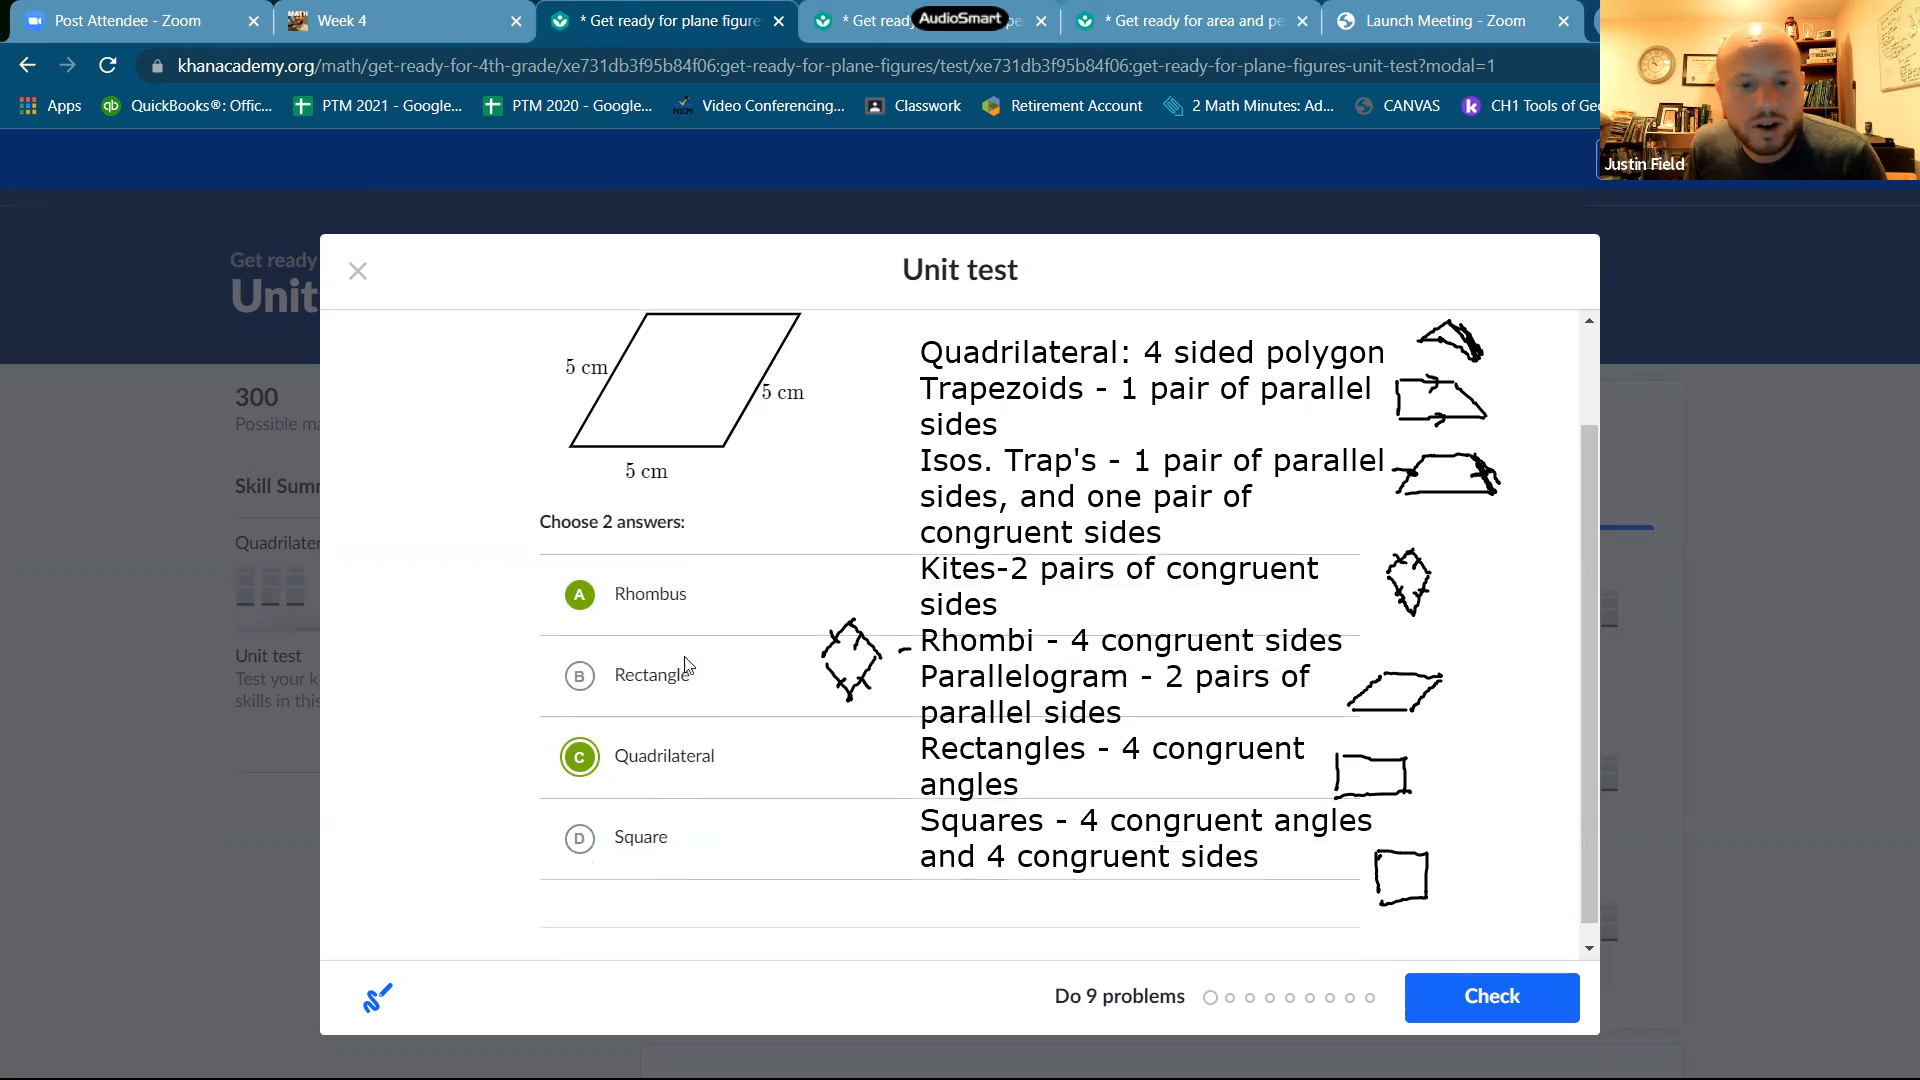 Post Attendee - Zoom
Week 4
* Get ready for plane figure
* Get ready
AudioSmart
* Get ready for area and pe
Launch Meeting - Zoom
khanacademy.org/math/get-ready-for-4th-grade/xe731db3f95b84f06:get-ready-for-plane-figures/test/xe731db3f95b84f06:get-ready-for-plane-figures-unit-test?modal=1
Apps
QuickBooks®: Offic...
PTM 2021 - Google...
PTM 2020 - Google...
Video Conferencing...
Classwork
Retirement Account
2 Math Minutes: Ad...
CANVAS
CH1 Tools of Geo
Justin Field
Get ready
Unit
300
Possible ma
Skill Summ
Quadrilater
Unit test
Test your k
skills in this
Unit test
5 cm
5 cm
5 cm
Choose 2 answers:
A Rhombus
B Rectangle
C Quadrilateral
D Square
Quadrilateral: 4 sided polygon
Trapezoids - 1 pair of parallel
sides
Isos. Trap's - 1 pair of parallel
sides, and one pair of
congruent sides
Kites-2 pairs of congruent
sides
Rhombi - 4 congruent sides
Parallelogram - 2 pairs of
parallel sides
Rectangles - 4 congruent
angles
Squares - 4 congruent angles
and 4 congruent sides
Do 9 problems
Check